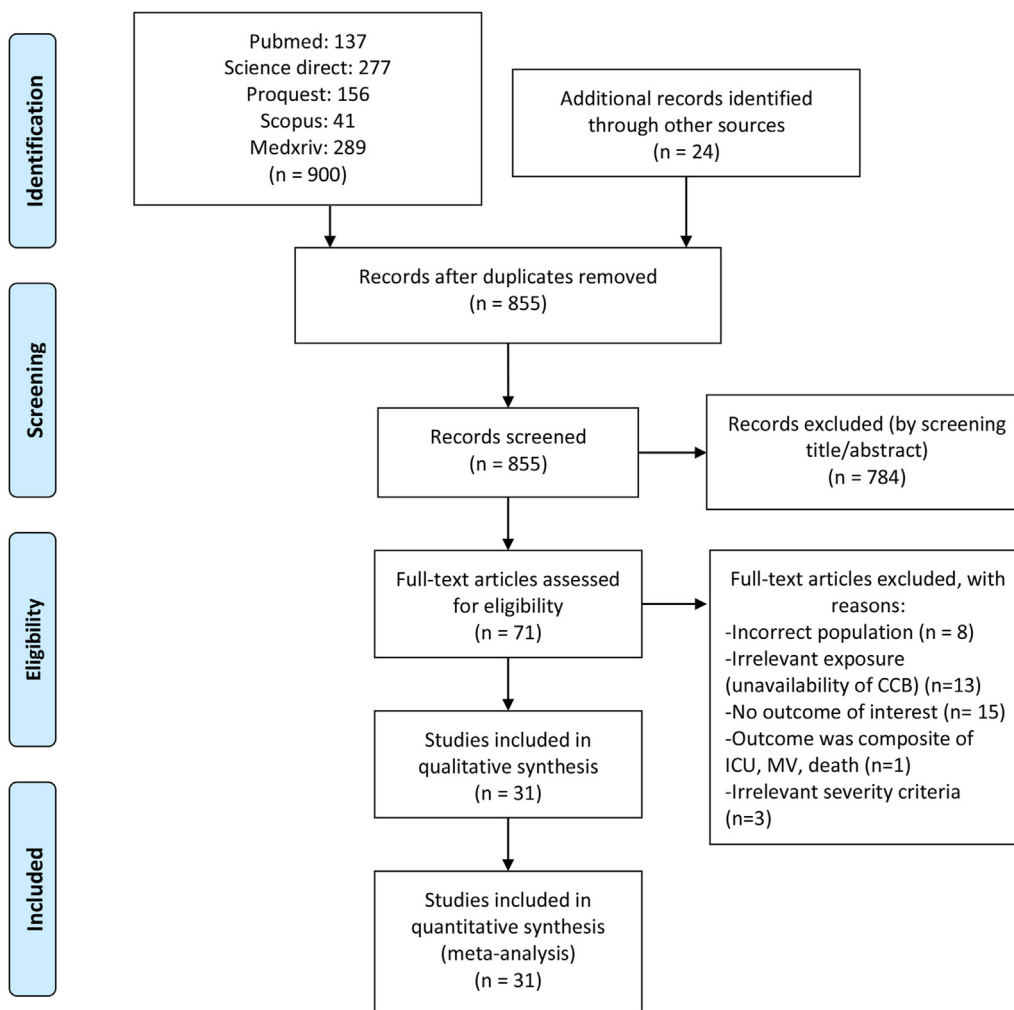 Identification
Pubmed: 137
Science direct: 277
Proquest: 156
Scopus: 41
Medxriv: 289
(n = 900)
Additional records identified
through other sources
(n = 24)
Records after duplicates removed
(n = 855)
Screening
Records screened
(n = 855)
Records excluded (by screening
title/abstract)
(n = 784)
Eligibility
Full-text articles assessed
for eligibility
(n = 71)
Full-text articles excluded, with
reasons:
-Incorrect population (n = 8)
-Irrelevant exposure
(unavailability of CCB) (n=13)
-No outcome of interest (n= 15)
-Outcome was composite of
ICU, MV, death (n=1)
-Irrelevant severity criteria
(n=3)
Studies included in
qualitative synthesis
(n = 31)
Included
Studies included in
quantitative synthesis
(meta-analysis)
(n = 31)